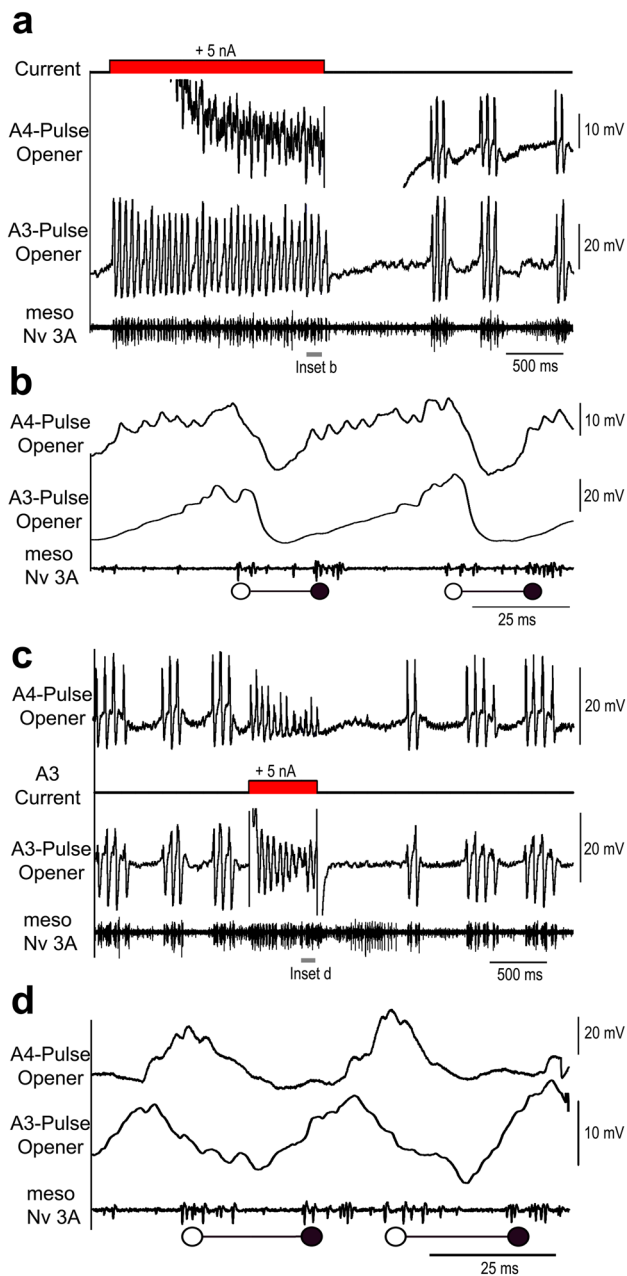 a
+ 5 nA
Current
A4-Pulse
Opener
10 mV
A3-Pulse
Opener
20 mV
meso
Nv 3A
Inset b
500 ms
b
A4-Pulse
Opener
10 mV
A3-Pulse
Opener
20 mV
meso
Nv 3A
25 ms
c
A4-Pulse
Opener
20 mV
A3
Current
+ 5 nA
A3-Pulse
Opener
20 mV
meso
Nv 3A
Inset d
500 ms
d
A4-Pulse
Opener
20 mV
A3-Pulse
Opener
10 mV
meso
Nv 3A
25 ms